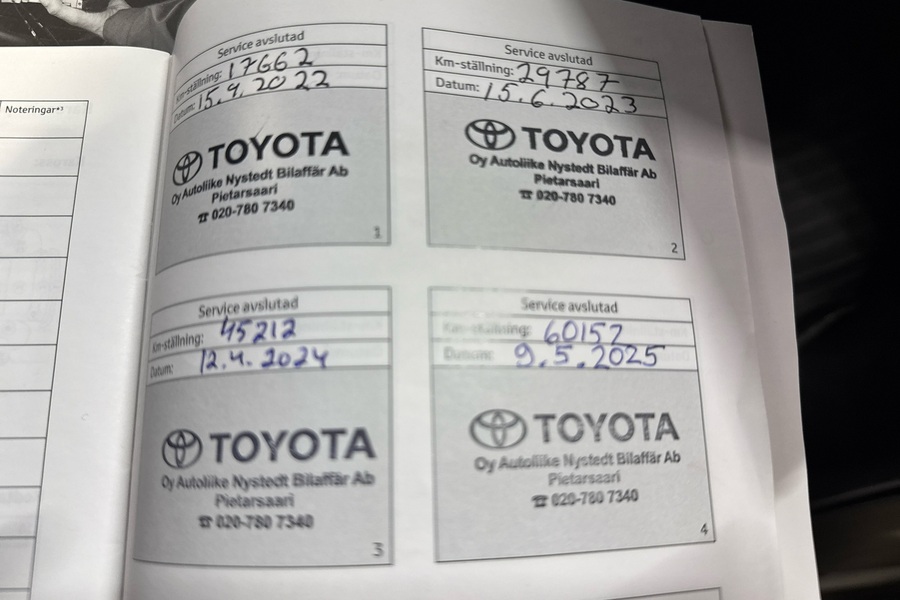 Noteringar*³
Service avslutad
Km-ställning: 17662
Datum: 15.4.2022
TOYOTA
Oy Autoliike Nystedt Bilaffär Ab
Pietarsaari
☎ 020-780 7340
1
Service avslutad
Km-ställning: 29787
Datum: 15.6.2023
TOYOTA
Oy Autoliike Nystedt Bilaffär Ab
Pietarsaari
☎ 020-780 7340
2
Service avslutad
Km-ställning: 45212
Datum: 12.4.2024
TOYOTA
Oy Autoliike Nystedt Bilaffär Ab
Pietarsaari
☎ 020-780 7340
3
Service avslutad
Km-ställning: 60152
Datum: 9.5.2025
TOYOTA
Oy Autoliike Nystedt Bilaffär Ab
Pietarsaari
☎ 020-780 7340
4